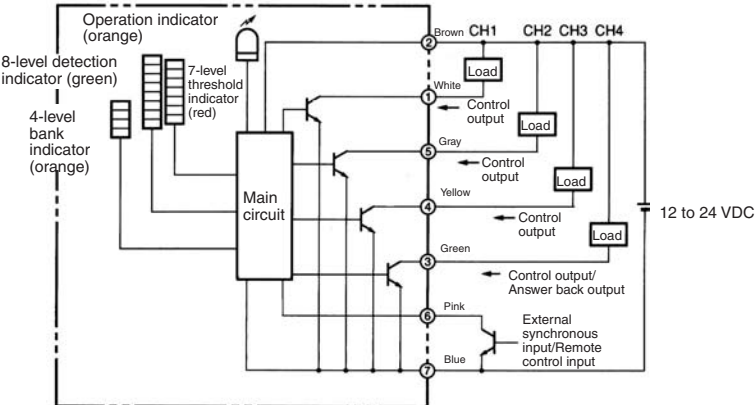 Operation indicator
(orange)
8-level detection
indicator (green)
7-level
threshold
indicator
(red)
4-level
bank
indicator
(orange)
Main
circuit
Brown
CH1
CH2
CH3
CH4
2
Load
White
1
Control
output
Load
Gray
5
Control
output
Load
Yellow
4
Control
output
12 to 24 VDC
Load
Green
3
Control output/
Answer back output
Pink
6
External
synchronous
input/Remote
control input
Blue
7